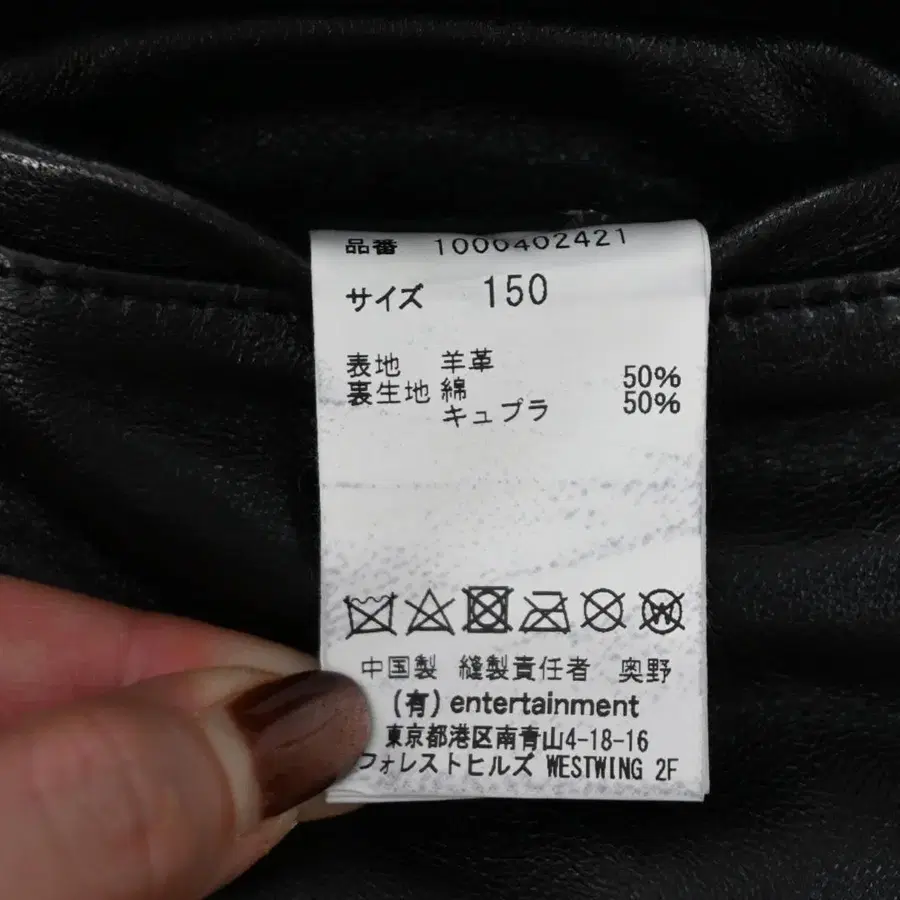 品番 1000402421
サイズ 150
表地 羊革
裏生地 綿 50%
キュプラ 50%
中国製 縫製責任者 奥野
(有) entertainment
東京都港区南青山4-18-16
フォレストヒルズ WESTWING 2F